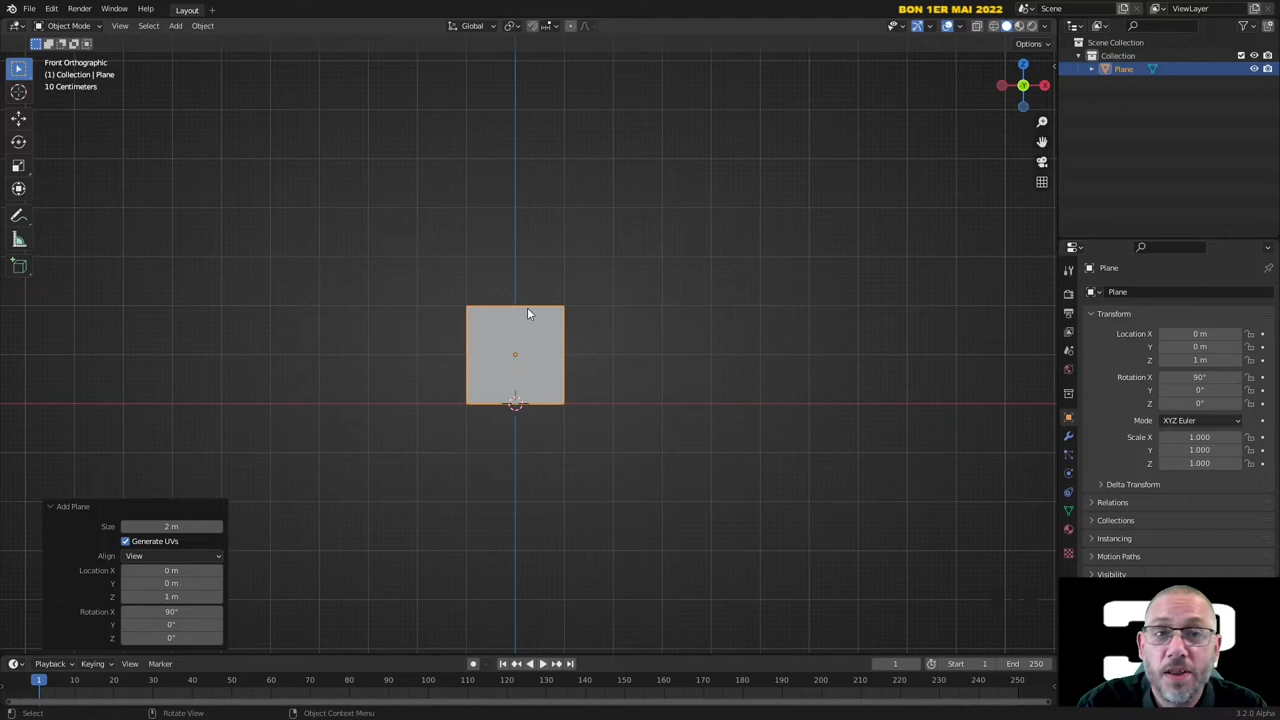 File Edit Render Window Help Layout + BON 1ER MAI 2022 Scene ViewLayer
Object Mode View Select Add Object Global
Options
Front Orthographic
(1) Collection | Plane
10 Centimeters
Z
Y
X
Scene Collection
Collection
Plane
Plane
Plane
Transform
Location X 0 m
Y 0 m
Z 1 m
Rotation X 90°
Y 0°
Z 0°
Mode XYZ Euler
Scale X 1.000
Y 1.000
Z 1.000
Delta Transform
Relations
Collections
Instancing
Motion Paths
Visibility
Add Plane
Size 2 m
Generate UVs
Align View
Location X 0 m
Y 0 m
Z 1 m
Rotation X 90°
Y 0°
Z 0°
Playback Keying View Marker 1 Start 1 End 250
1 10 20 30 40 50 60 70 80 90 100 110 120 130 140 150 160 170 180 190 200 210 220 230 240 250
Select Rotate View Object Context Menu 3.2.0 Alpha